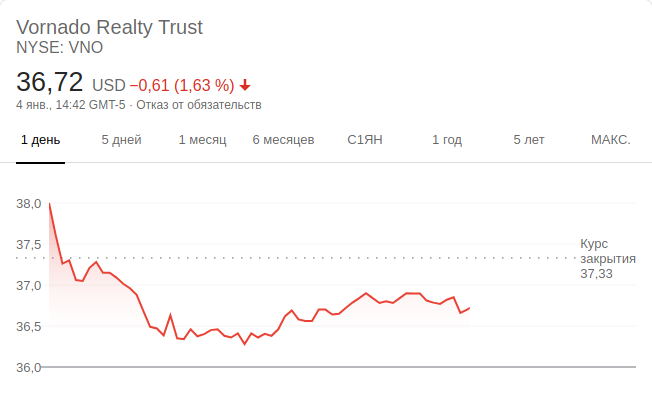 Vornado Realty Trust
NYSE: VNO
36,72 USD −0,61 (1,63 %)
4 янв., 14:42 GMT-5 · Отказ от обязательств
1 день 5 дней 1 месяц 6 месяцев С1ЯН 1 год 5 лет МАКС.
38,0
37,5
37,0
36,5
36,0
Курс
закрытия
37,33